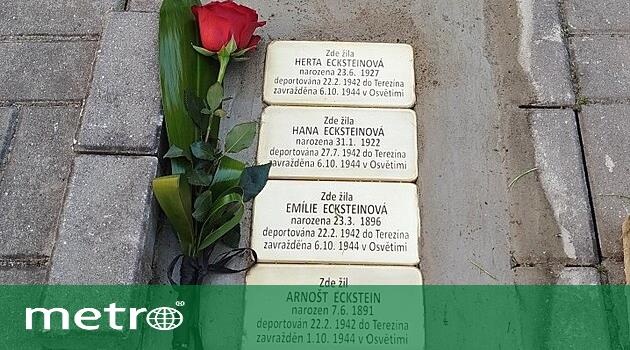 Zde žila
HERTA ECKSTEINOVÁ
narozena 23.6. 1927
deportována 22.2. 1942 do Terezína
zavražděna 6.10. 1944 v Osvětimi
Zde žila
HANA ECKSTEINOVÁ
narozena 31.1. 1922
deportována 27.7. 1942 do Terezína
zavražděna 6.10. 1944 v Osvětimi
Zde žila
EMÍLIE ECKSTEINOVÁ
narozena 23.3. 1896
deportována 22.2. 1942 do Terezína
zavražděna 6.10. 1944 v Osvětimi
Zde žil
ARNOŠT ECKSTEIN
narozen 7.6. 1891
deportován 22.2. 1942 do Terezína
zavražděn 1.10. 1944 v Osvětimi
metro